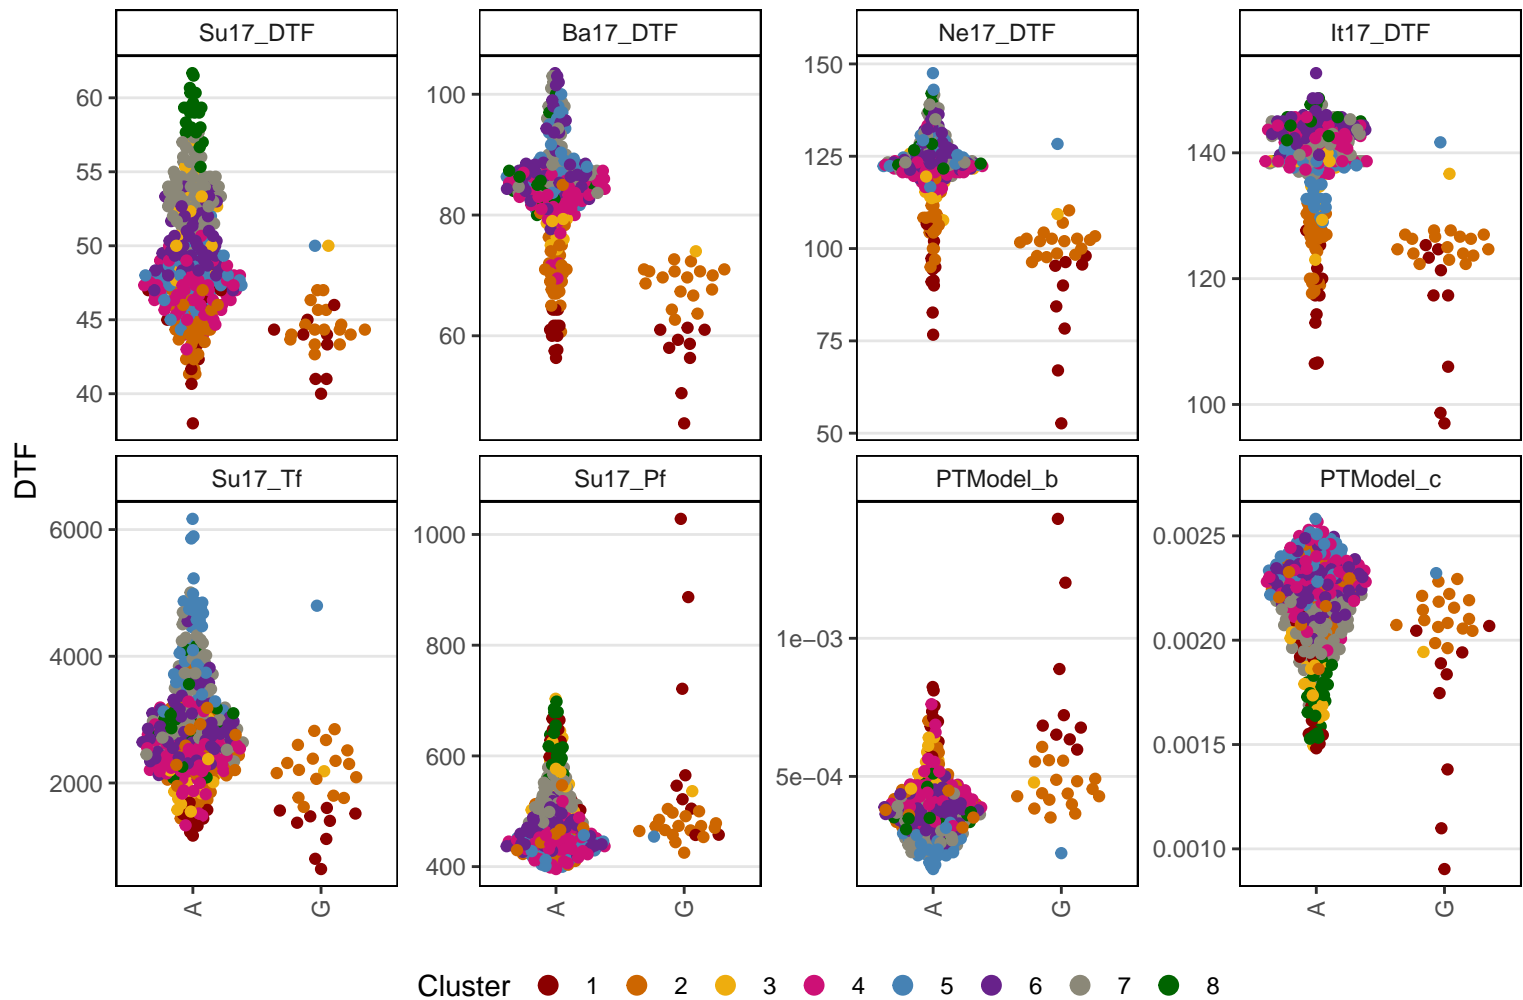 Su17_DTF
Ba17_DTF
Ne17_DTF
It17_DTF
60
55
50
45
40
100
80
60
150
125
100
75
50
140
120
100
DTF
Su17_Tf
Su17_Pf
PTModel_b
PTModel_c
6000
4000
2000
1000
800
600
400
1e−03
5e−04
0.0025
0.0020
0.0015
0.0010
A G A G A G A G
Cluster 1 2 3 4 5 6 7 8